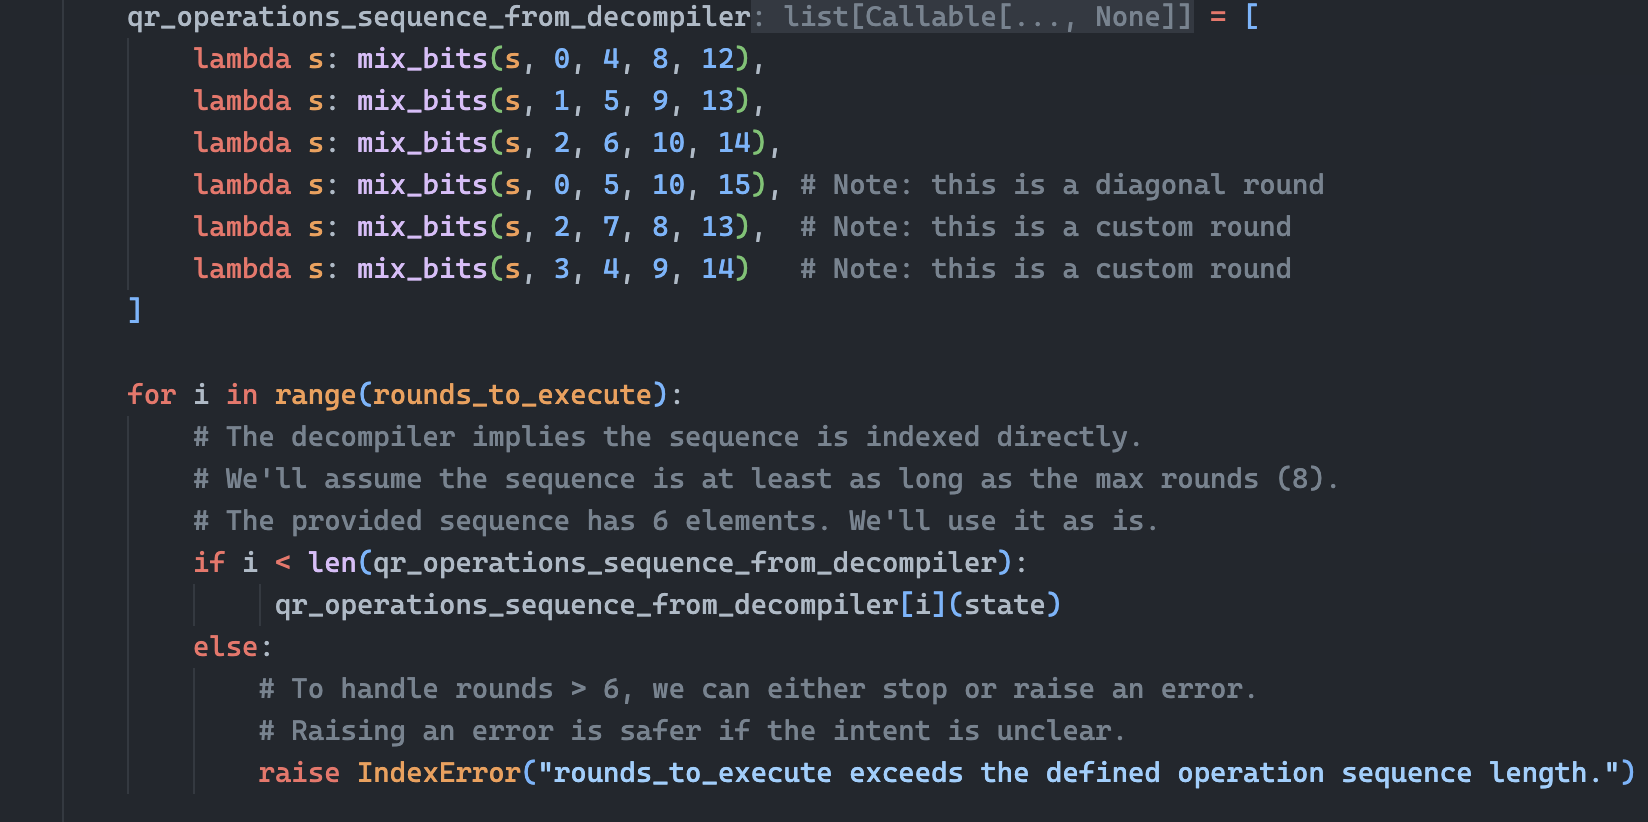 qr_operations_sequence_from_decompiler: list[Callable[..., None]] = [
    lambda s: mix_bits(s, 0, 4, 8, 12),
    lambda s: mix_bits(s, 1, 5, 9, 13),
    lambda s: mix_bits(s, 2, 6, 10, 14),
    lambda s: mix_bits(s, 0, 5, 10, 15), # Note: this is a diagonal round
    lambda s: mix_bits(s, 2, 7, 8, 13),  # Note: this is a custom round
    lambda s: mix_bits(s, 3, 4, 9, 14)   # Note: this is a custom round
]
for i in range(rounds_to_execute):
    # The decompiler implies the sequence is indexed directly.
    # We'll assume the sequence is at least as long as the max rounds (8).
    # The provided sequence has 6 elements. We'll use it as is.
    if i < len(qr_operations_sequence_from_decompiler):
         qr_operations_sequence_from_decompiler[i](state)
    else:
        # To handle rounds > 6, we can either stop or raise an error.
        # Raising an error is safer if the intent is unclear.
        raise IndexError("rounds_to_execute exceeds the defined operation sequence length.")